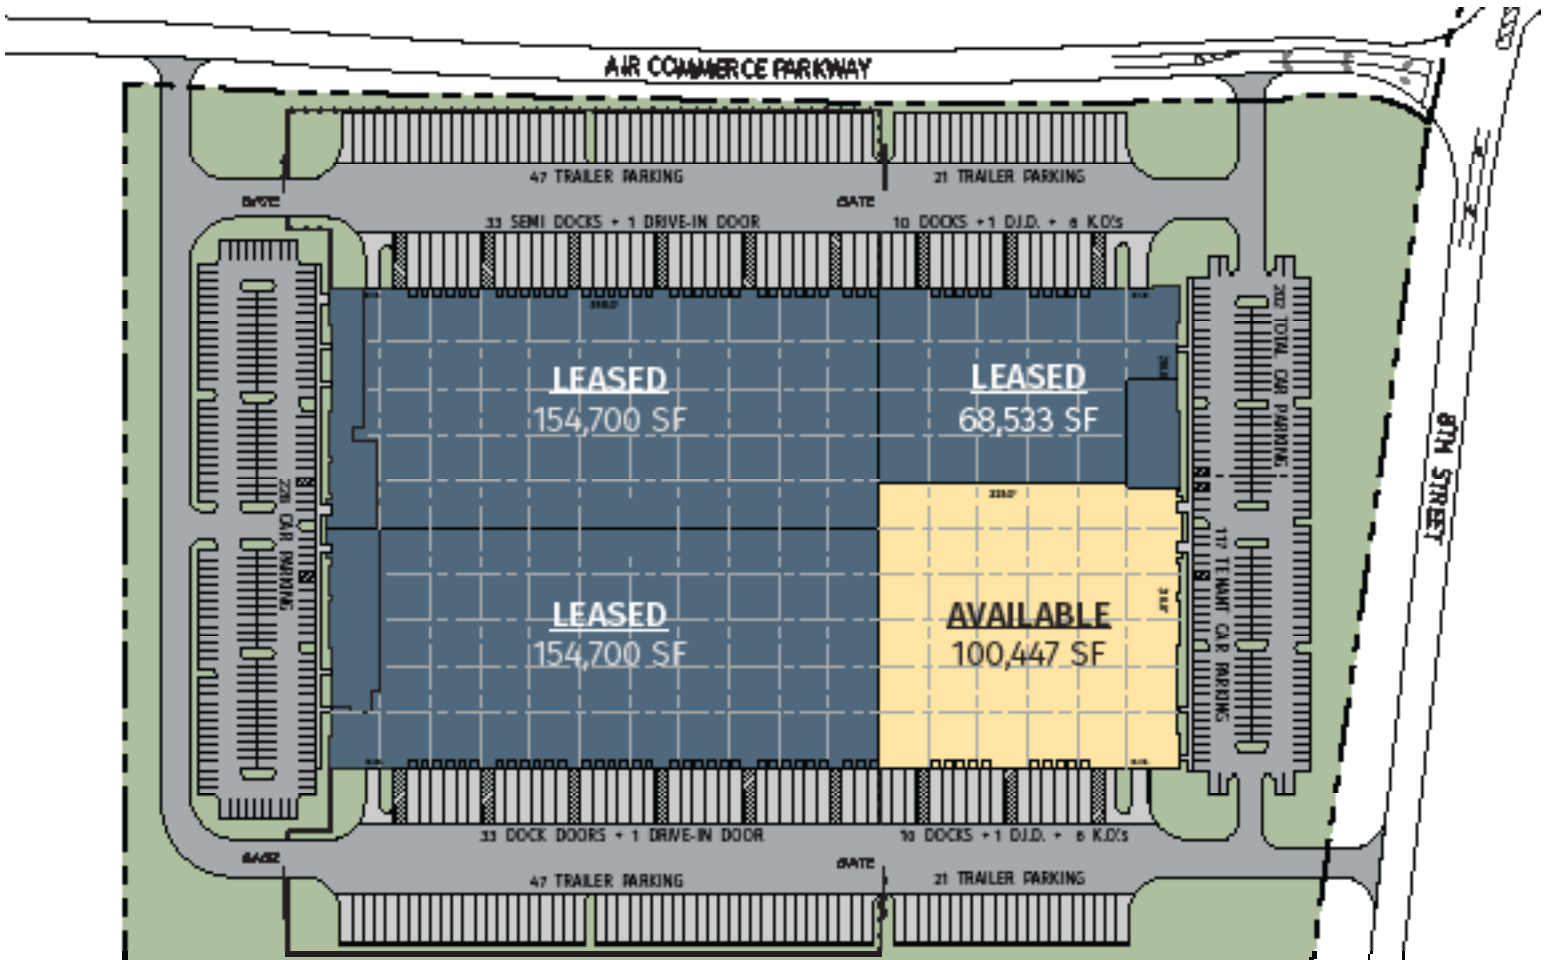 AIR COMMERCE PARKWAY
47 TRAILER PARKING
21 TRAILER PARKING
GATE
GATE
33 SEMI DOCKS + 1 DRIVE-IN DOOR
10 DOCKS +1 D.I.D. + 6 K.O.'s
LEASED
154,700 SF
LEASED
68,533 SF
202 TOTAL CAR PARKING
8TH STREET
226 CAR PARKING
117 TENANT CAR PARKING
LEASED
154,700 SF
AVAILABLE
100,447 SF
33 DOCK DOORS + 1 DRIVE-IN DOOR
10 DOCKS +1 D.I.D. + 6 K.O.'s
GATE
GATE
47 TRAILER PARKING
21 TRAILER PARKING